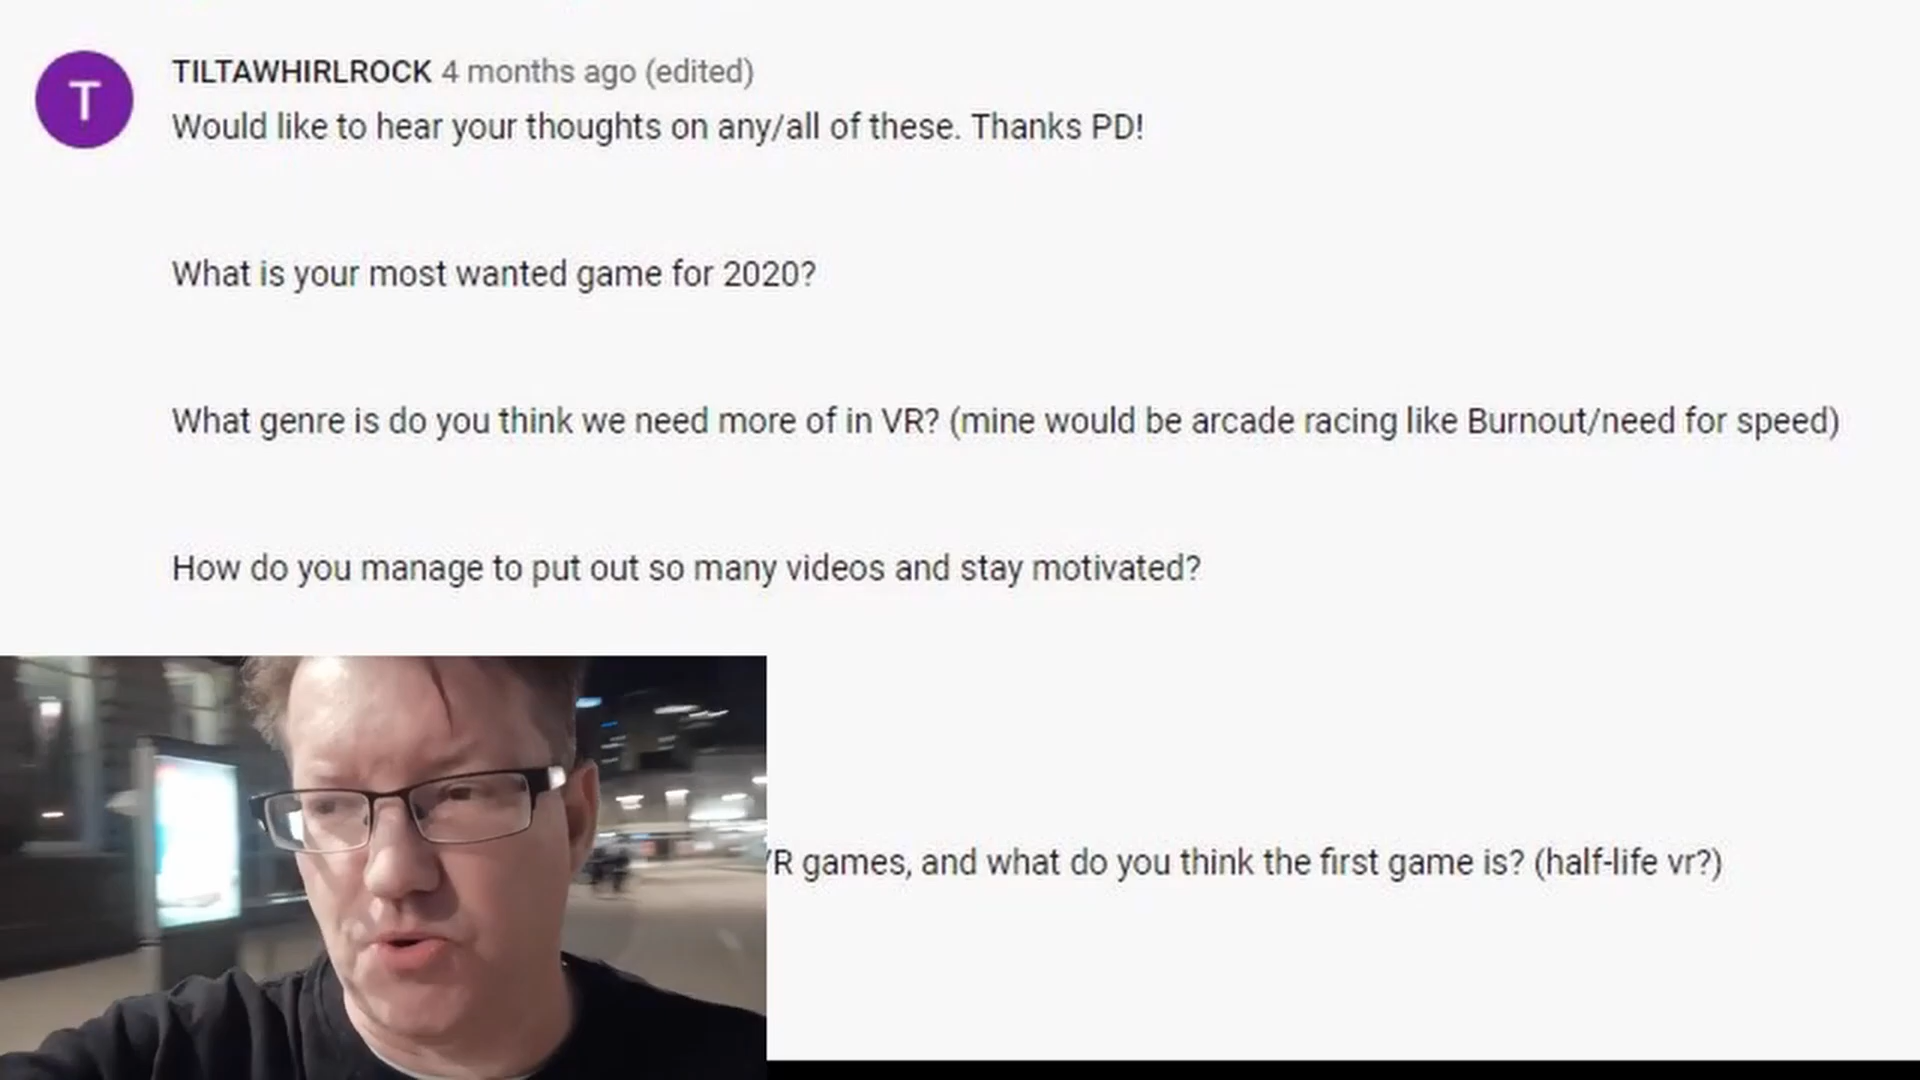 T
TILTAWHIRLROCK 4 months ago (edited)
Would like to hear your thoughts on any/all of these. Thanks PD!
What is your most wanted game for 2020?
What genre is do you think we need more of in VR? (mine would be arcade racing like Burnout/need for speed)
How do you manage to put out so many videos and stay motivated?
games, and what do you think the first game is? (half-life vr?)